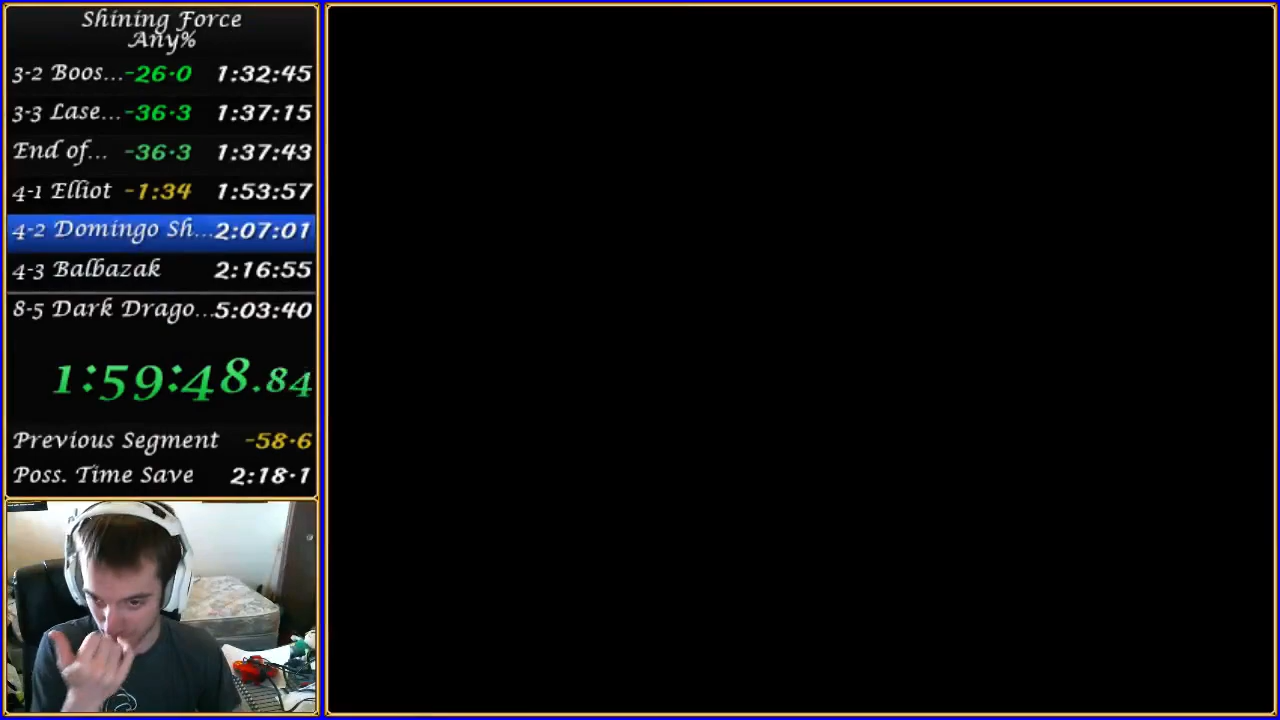 Shining Force
Any%
3-2 Boos... -26.0 1:32:45
3-3 Lase... -36.3 1:37:15
End of... -36.3 1:37:43
4-1 Elliot -1:34 1:53:57
4-2 Domingo Sh... 2:07:01
4-3 Balbazak 2:16:55
8-5 Dark Drago... 5:03:40
1:59:48.84
Previous Segment -58.6
Poss. Time Save 2:18.1